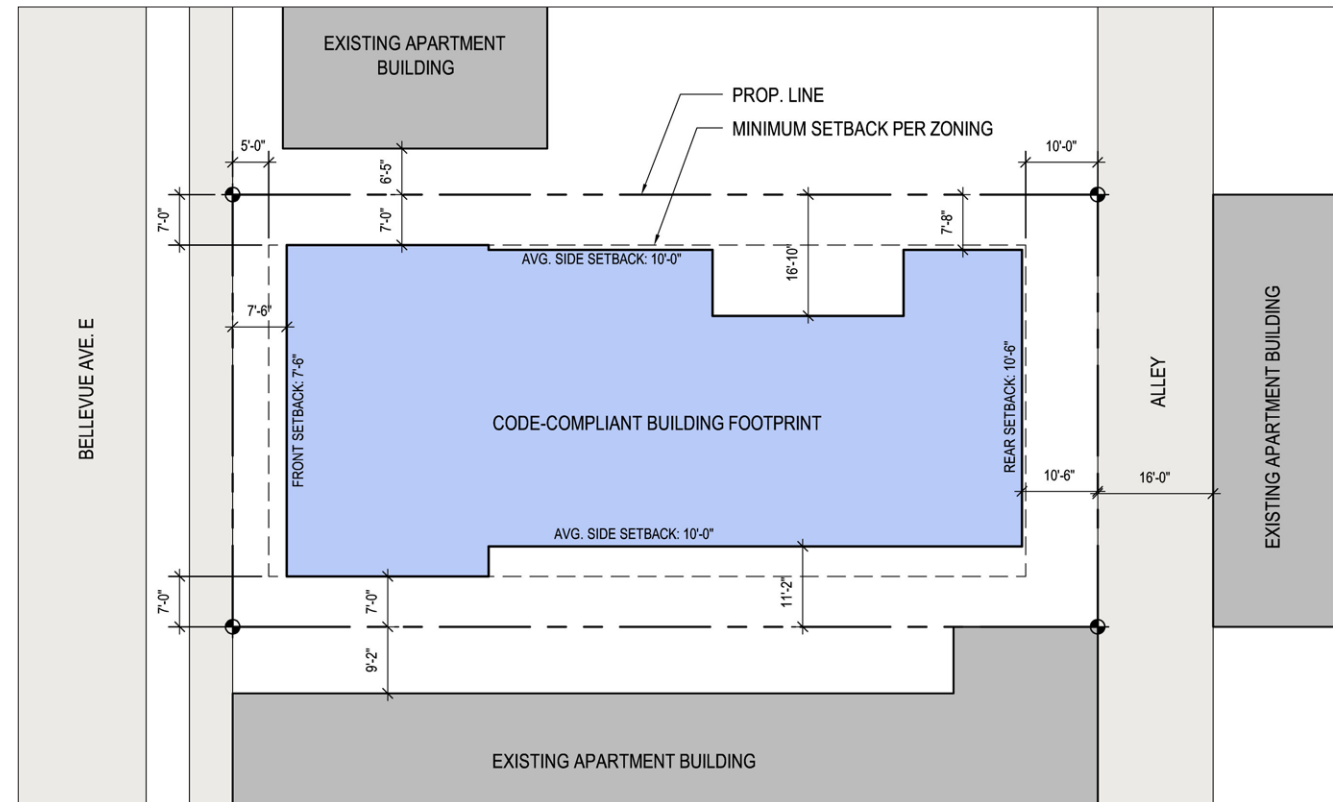 EXISTING APARTMENT
BUILDING
PROP. LINE
MINIMUM SETBACK PER ZONING
5'-0"
6'-5"
10'-0"
7'-0"
7'-0"
7'-8"
AVG. SIDE SETBACK: 10'-0"
16'-10"
7'-6"
BELLEVUE AVE. E
FRONT SETBACK: 7'-6"
CODE-COMPLIANT BUILDING FOOTPRINT
REAR SETBACK: 10'-6"
ALLEY
EXISTING APARTMENT BUILDING
10'-6"
16'-0"
AVG. SIDE SETBACK: 10'-0"
7'-0"
7'-0"
11'-2"
9'-2"
EXISTING APARTMENT BUILDING